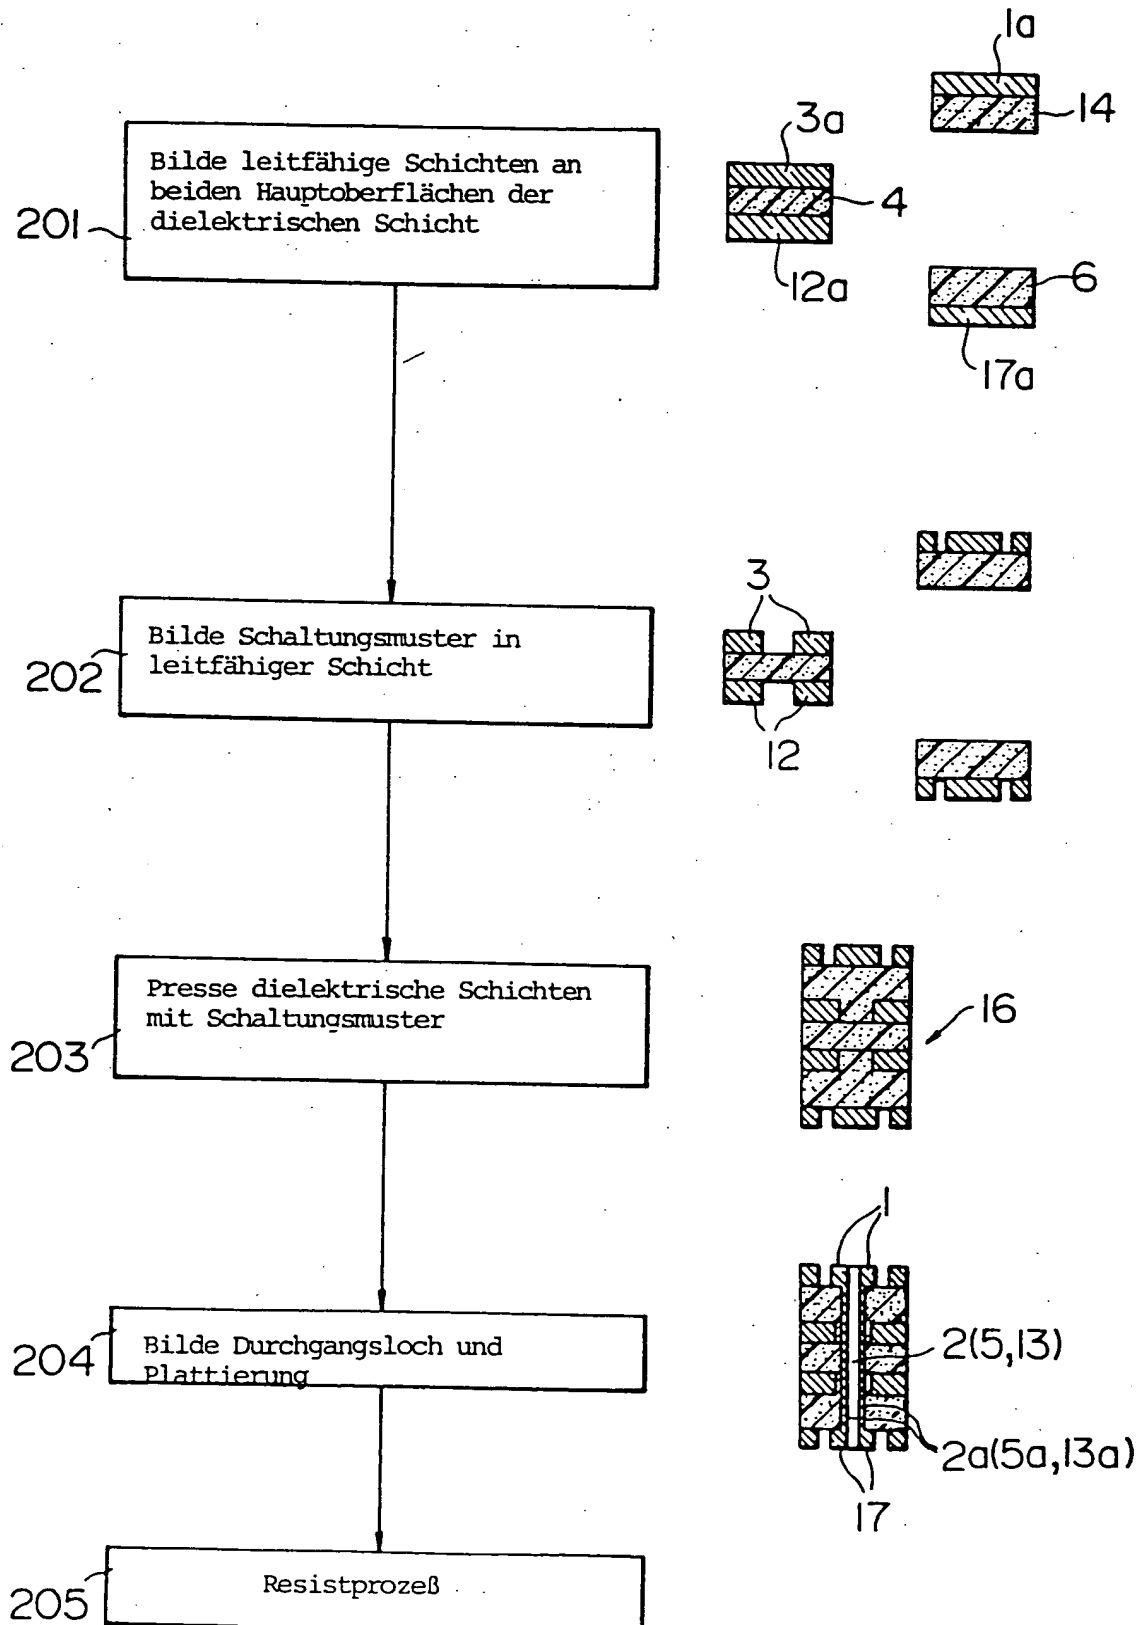 1a
14
3a
Bilde leitfähige Schichten an
beiden Hauptoberflächen der
dielektrischen Schicht
4
201
12a
6
17a
3
Bilde Schaltungsmuster in
leitfähiger Schicht
202
12
Presse dielektrische Schichten
mit Schaltungsmuster
16
203
1
Bilde Durchgangsloch und
Plattierung
204
2(5,13)
2a(5a,13a)
17
Resistprozeß
205